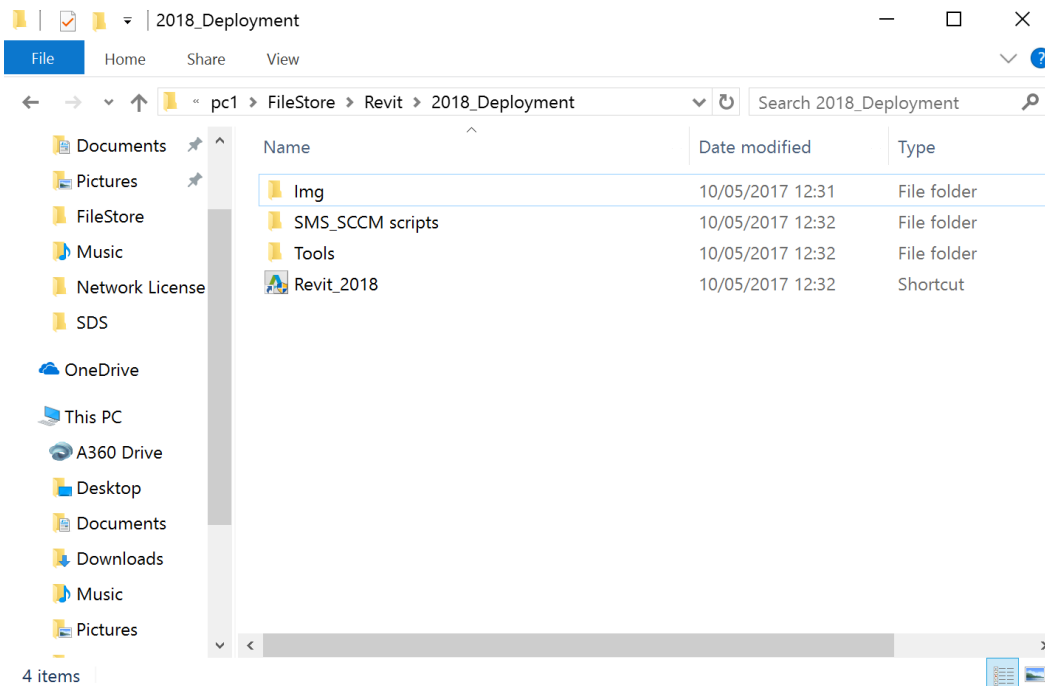 2018_Deployment
File Home Share View ?
« pc1 > FileStore > Revit > 2018_Deployment Search 2018_Deployment
Documents
Pictures
FileStore
Music
Network License
SDS
OneDrive
This PC
A360 Drive
Desktop
Documents
Downloads
Music
Pictures
Name Date modified Type
Img 10/05/2017 12:31 File folder
SMS_SCCM scripts 10/05/2017 12:32 File folder
Tools 10/05/2017 12:32 File folder
Revit_2018 10/05/2017 12:32 Shortcut
4 items